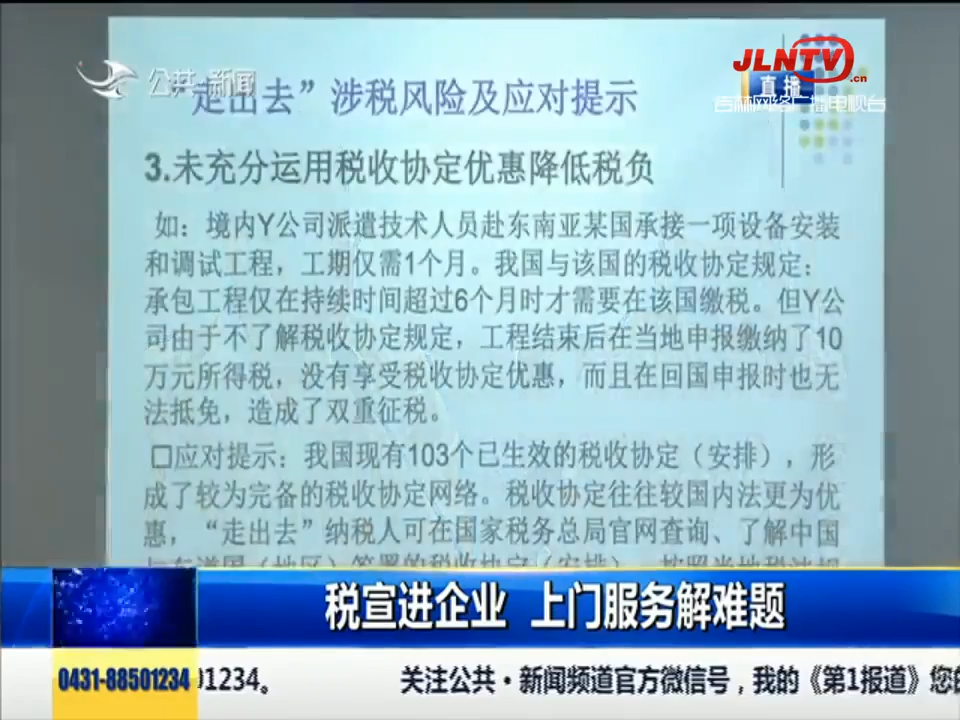 公共·新闻
JLNTV.cn
直播
吉林网络广播电视台
“走出去”涉税风险及应对提示
3.未充分运用税收协定优惠降低税负
如：境内Y公司派遣技术人员赴东南亚某国承接一项设备安装
和调试工程，工期仅需1个月。我国与该国的税收协定规定：
承包工程仅在持续时间超过6个月时才需要在该国缴税。但Y公
司由于不了解税收协定规定，工程结束后在当地申报缴纳了10
万元所得税，没有享受税收协定优惠，而且在回国申报时也无
法抵免，造成了双重征税。
口应对提示：我国现有103个已生效的税收协定（安排），形
成了较为完备的税收协定网络。税收协定往往较国内法更为优
惠，“走出去”纳税人可在国家税务总局官网查询、了解中国
税宣进企业 上门服务解难题
0431-88501234
01234。 关注公共·新闻频道官方微信号，我的《第1报道》您的